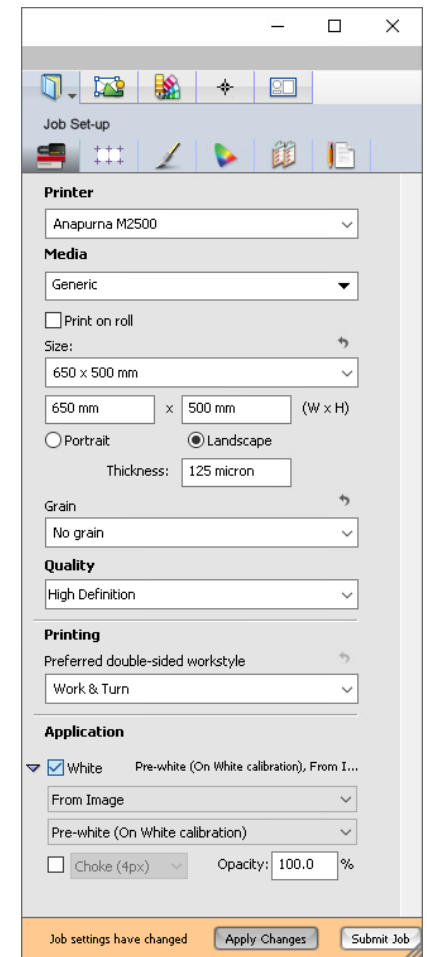 Job Set-up
Printer
Anapurna M2500
Media
Generic
Print on roll
Size:
650 x 500 mm
650 mm x 500 mm (W x H)
Portrait Landscape
Thickness: 125 micron
Grain
No grain
Quality
High Definition
Printing
Preferred double-sided workstyle
Work & Turn
Application
White Pre-white (On White calibration), From I...
From Image
Pre-white (On White calibration)
Choke (4px) Opacity: 100.0 %
Job settings have changed Apply Changes Submit Job